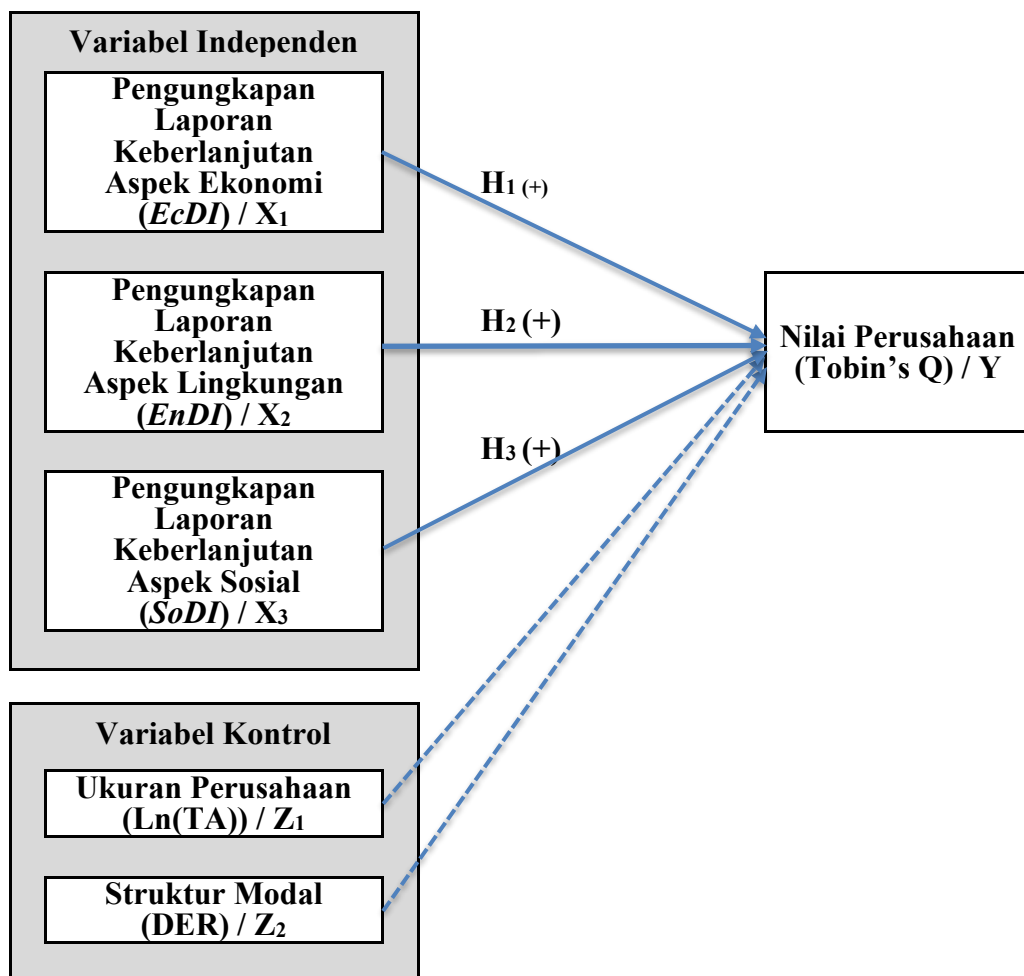 Variabel Independen
Pengungkapan
Laporan
Keberlanjutan
Aspek Ekonomi
(EcDI) / X1
H1 (+)
Pengungkapan
Laporan
Keberlanjutan
Aspek Lingkungan
(EnDI) / X2
H2 (+)
Nilai Perusahaan
(Tobin’s Q) / Y
H3 (+)
Pengungkapan
Laporan
Keberlanjutan
Aspek Sosial
(SoDI) / X3
Variabel Kontrol
Ukuran Perusahaan
(Ln(TA)) / Z1
Struktur Modal
(DER) / Z2